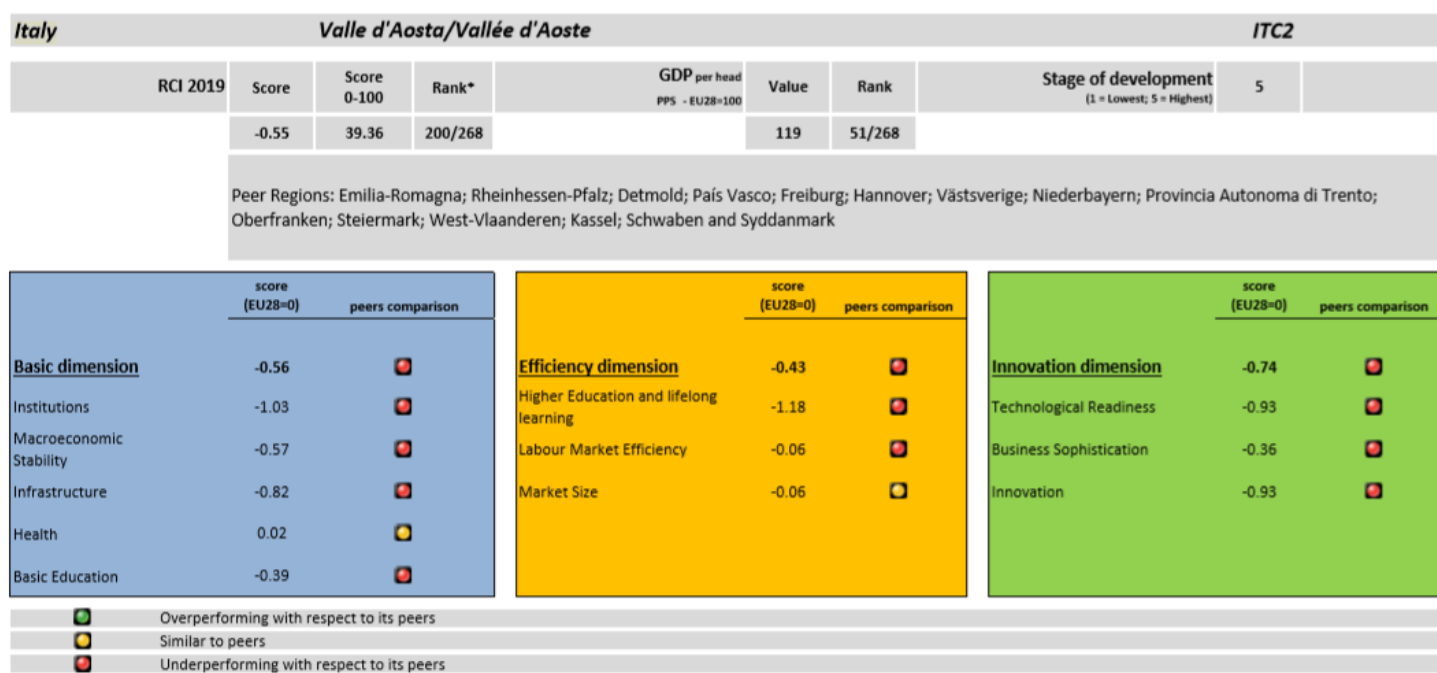 Italy Valle d'Aosta/Vallée d'Aoste ITC2
RCI 2019 Score Score 0-100 Rank* GDP per head PPS - EU28=100 Value Rank Stage of development (1 = Lowest; 5 = Highest) 5
-0.55 39.36 200/268 119 51/268
Peer Regions: Emilia-Romagna; Rheinhessen-Pfalz; Detmold; País Vasco; Freiburg; Hannover; Västsverige; Niederbayern; Provincia Autonoma di Trento;
Oberfranken; Steiermark; West-Vlaanderen; Kassel; Schwaben and Syddanmark
score (EU28=0) peers comparison
Basic dimension -0.56
Institutions -1.03
Macroeconomic
Stability -0.57
Infrastructure -0.82
Health 0.02
Basic Education -0.39
score (EU28=0) peers comparison
Efficiency dimension -0.43
Higher Education and lifelong
learning -1.18
Labour Market Efficiency -0.06
Market Size -0.06
score (EU28=0) peers comparison
Innovation dimension -0.74
Technological Readiness -0.93
Business Sophistication -0.36
Innovation -0.93
Overperforming with respect to its peers
Similar to peers
Underperforming with respect to its peers